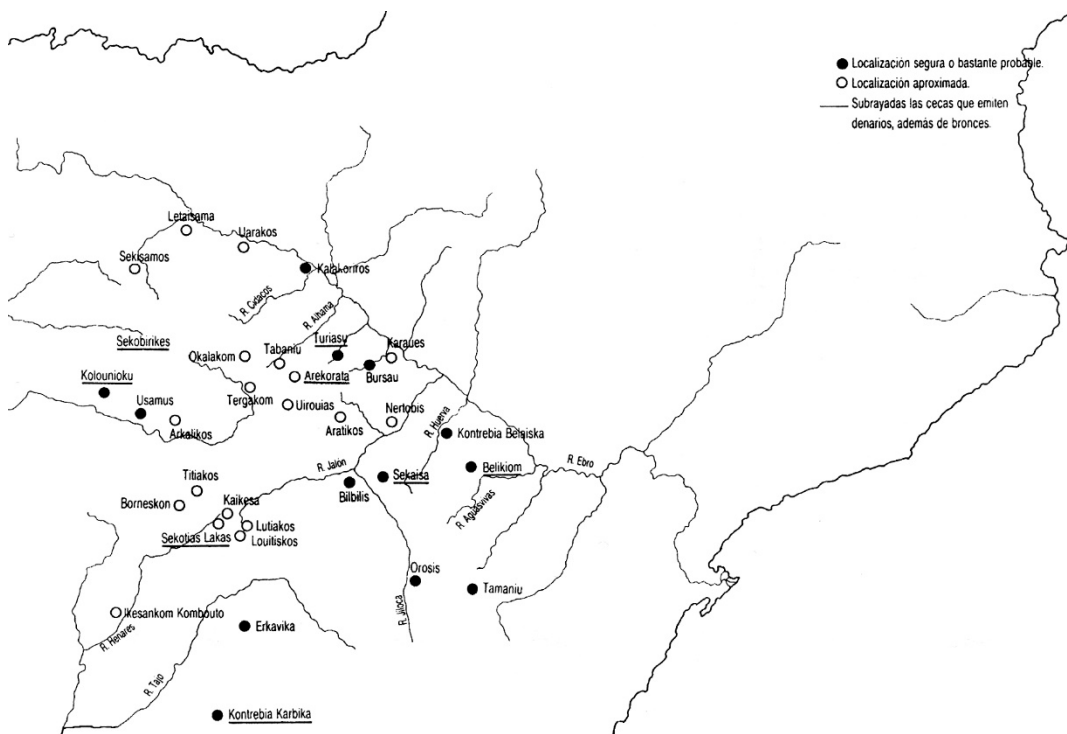 Localización segura o bastante probable.
Localización aproximada.
Subrayadas las cecas que emiten
denarios, además de bronces.
Letaisama
Uarakos
Sekisamos
Kalakorifos
R. Cidacos
R. Alhama
Sekobirikes
Okalakom
Tabaniu
Turiasu
Karaues
Kolounioku
Arekorata
Bursau
Usamus
Tergakom
Uirouias
Arkailikos
Aratikos
Nertobis
R. Huerva
Kontrebia Belaiska
R. Jalón
Sekaisa
Belikiom
R. Ebro
Titiakos
Bilbilis
Borneskon
Kaikesa
R. Aguasvivas
Lutiakos
Sekotias Lakas
Louitiskos
Orosis
Tamaniu
R. Jiloca
Ikesankom Kombouto
Erkavika
R. Henares
R. Tajo
Kontrebia Karbika